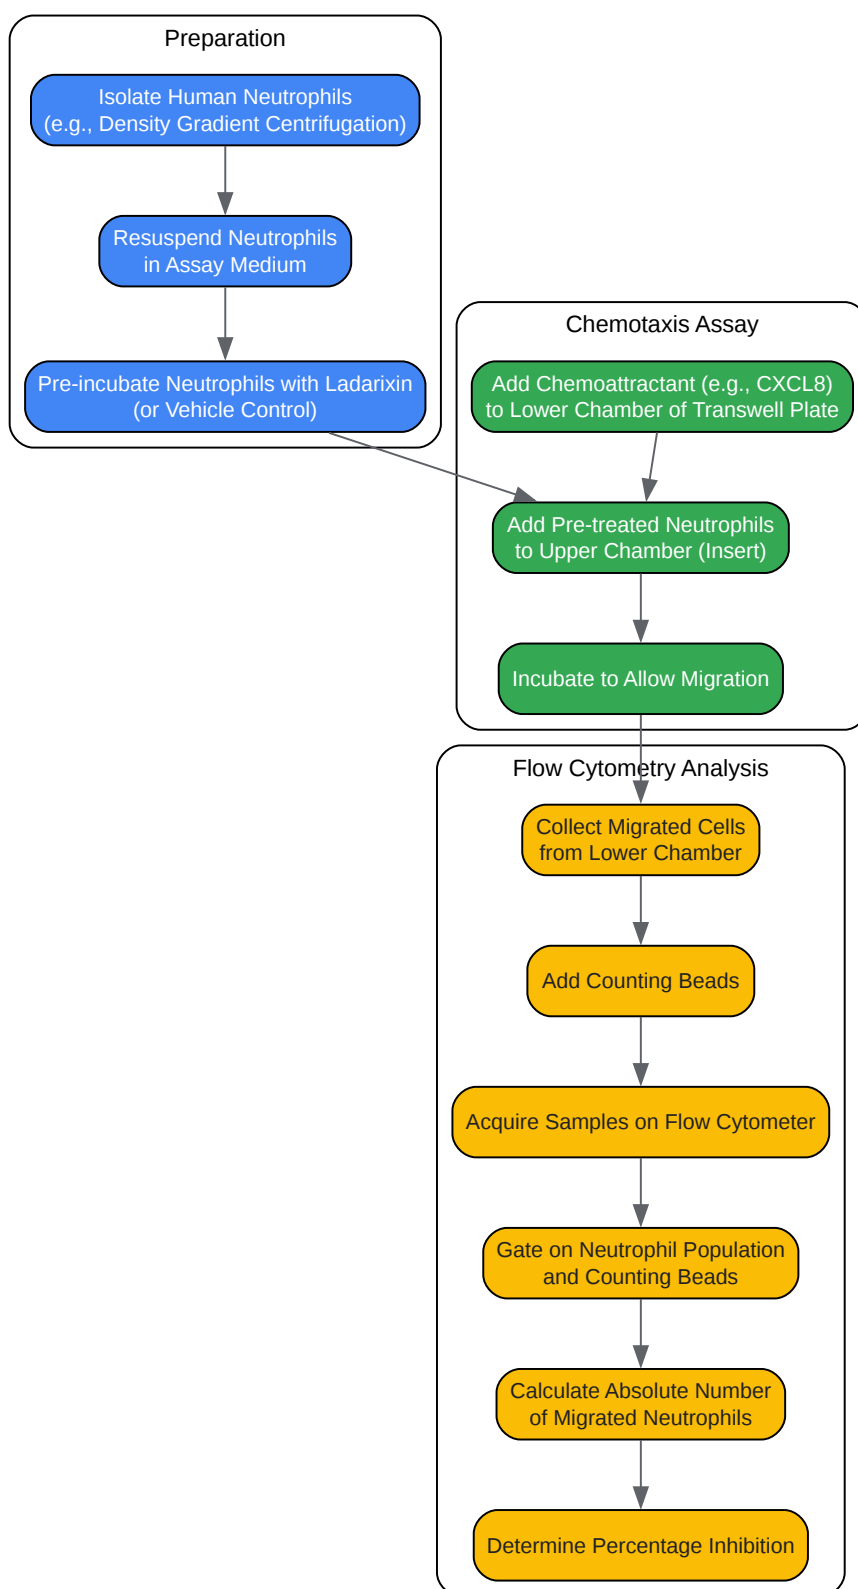 Preparation
Isolate Human Neutrophils
(e.g., Density Gradient Centrifugation)
Resuspend Neutrophils
in Assay Medium
Pre-incubate Neutrophils with Ladarixin
(or Vehicle Control)
Chemotaxis Assay
Add Chemoattractant (e.g., CXCL8)
to Lower Chamber of Transwell Plate
Add Pre-treated Neutrophils
to Upper Chamber (Insert)
Incubate to Allow Migration
Flow Cytometry Analysis
Collect Migrated Cells
from Lower Chamber
Add Counting Beads
Acquire Samples on Flow Cytometer
Gate on Neutrophil Population
and Counting Beads
Calculate Absolute Number
of Migrated Neutrophils
Determine Percentage Inhibition